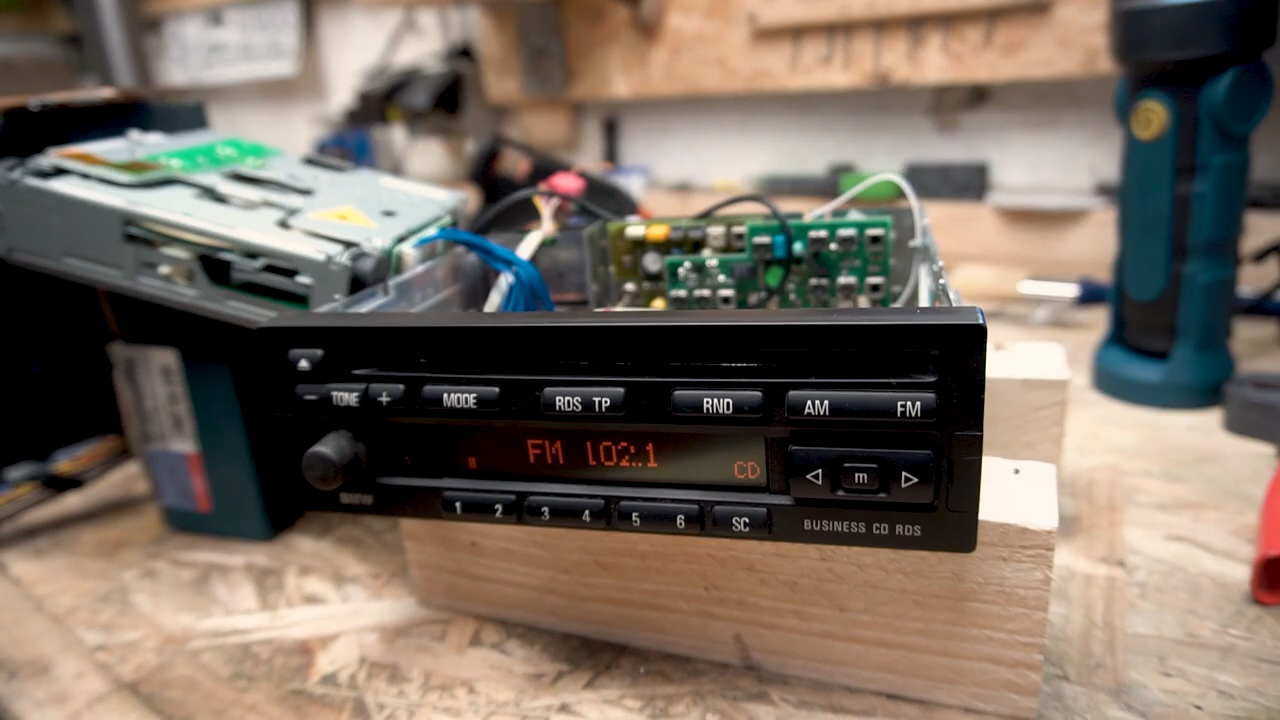 − TONE +
MODE
RDS TP
RND
AM FM
FM 102.1
CD
m
BMW
1 2 3 4 5 6 SC
BUSINESS CD RDS